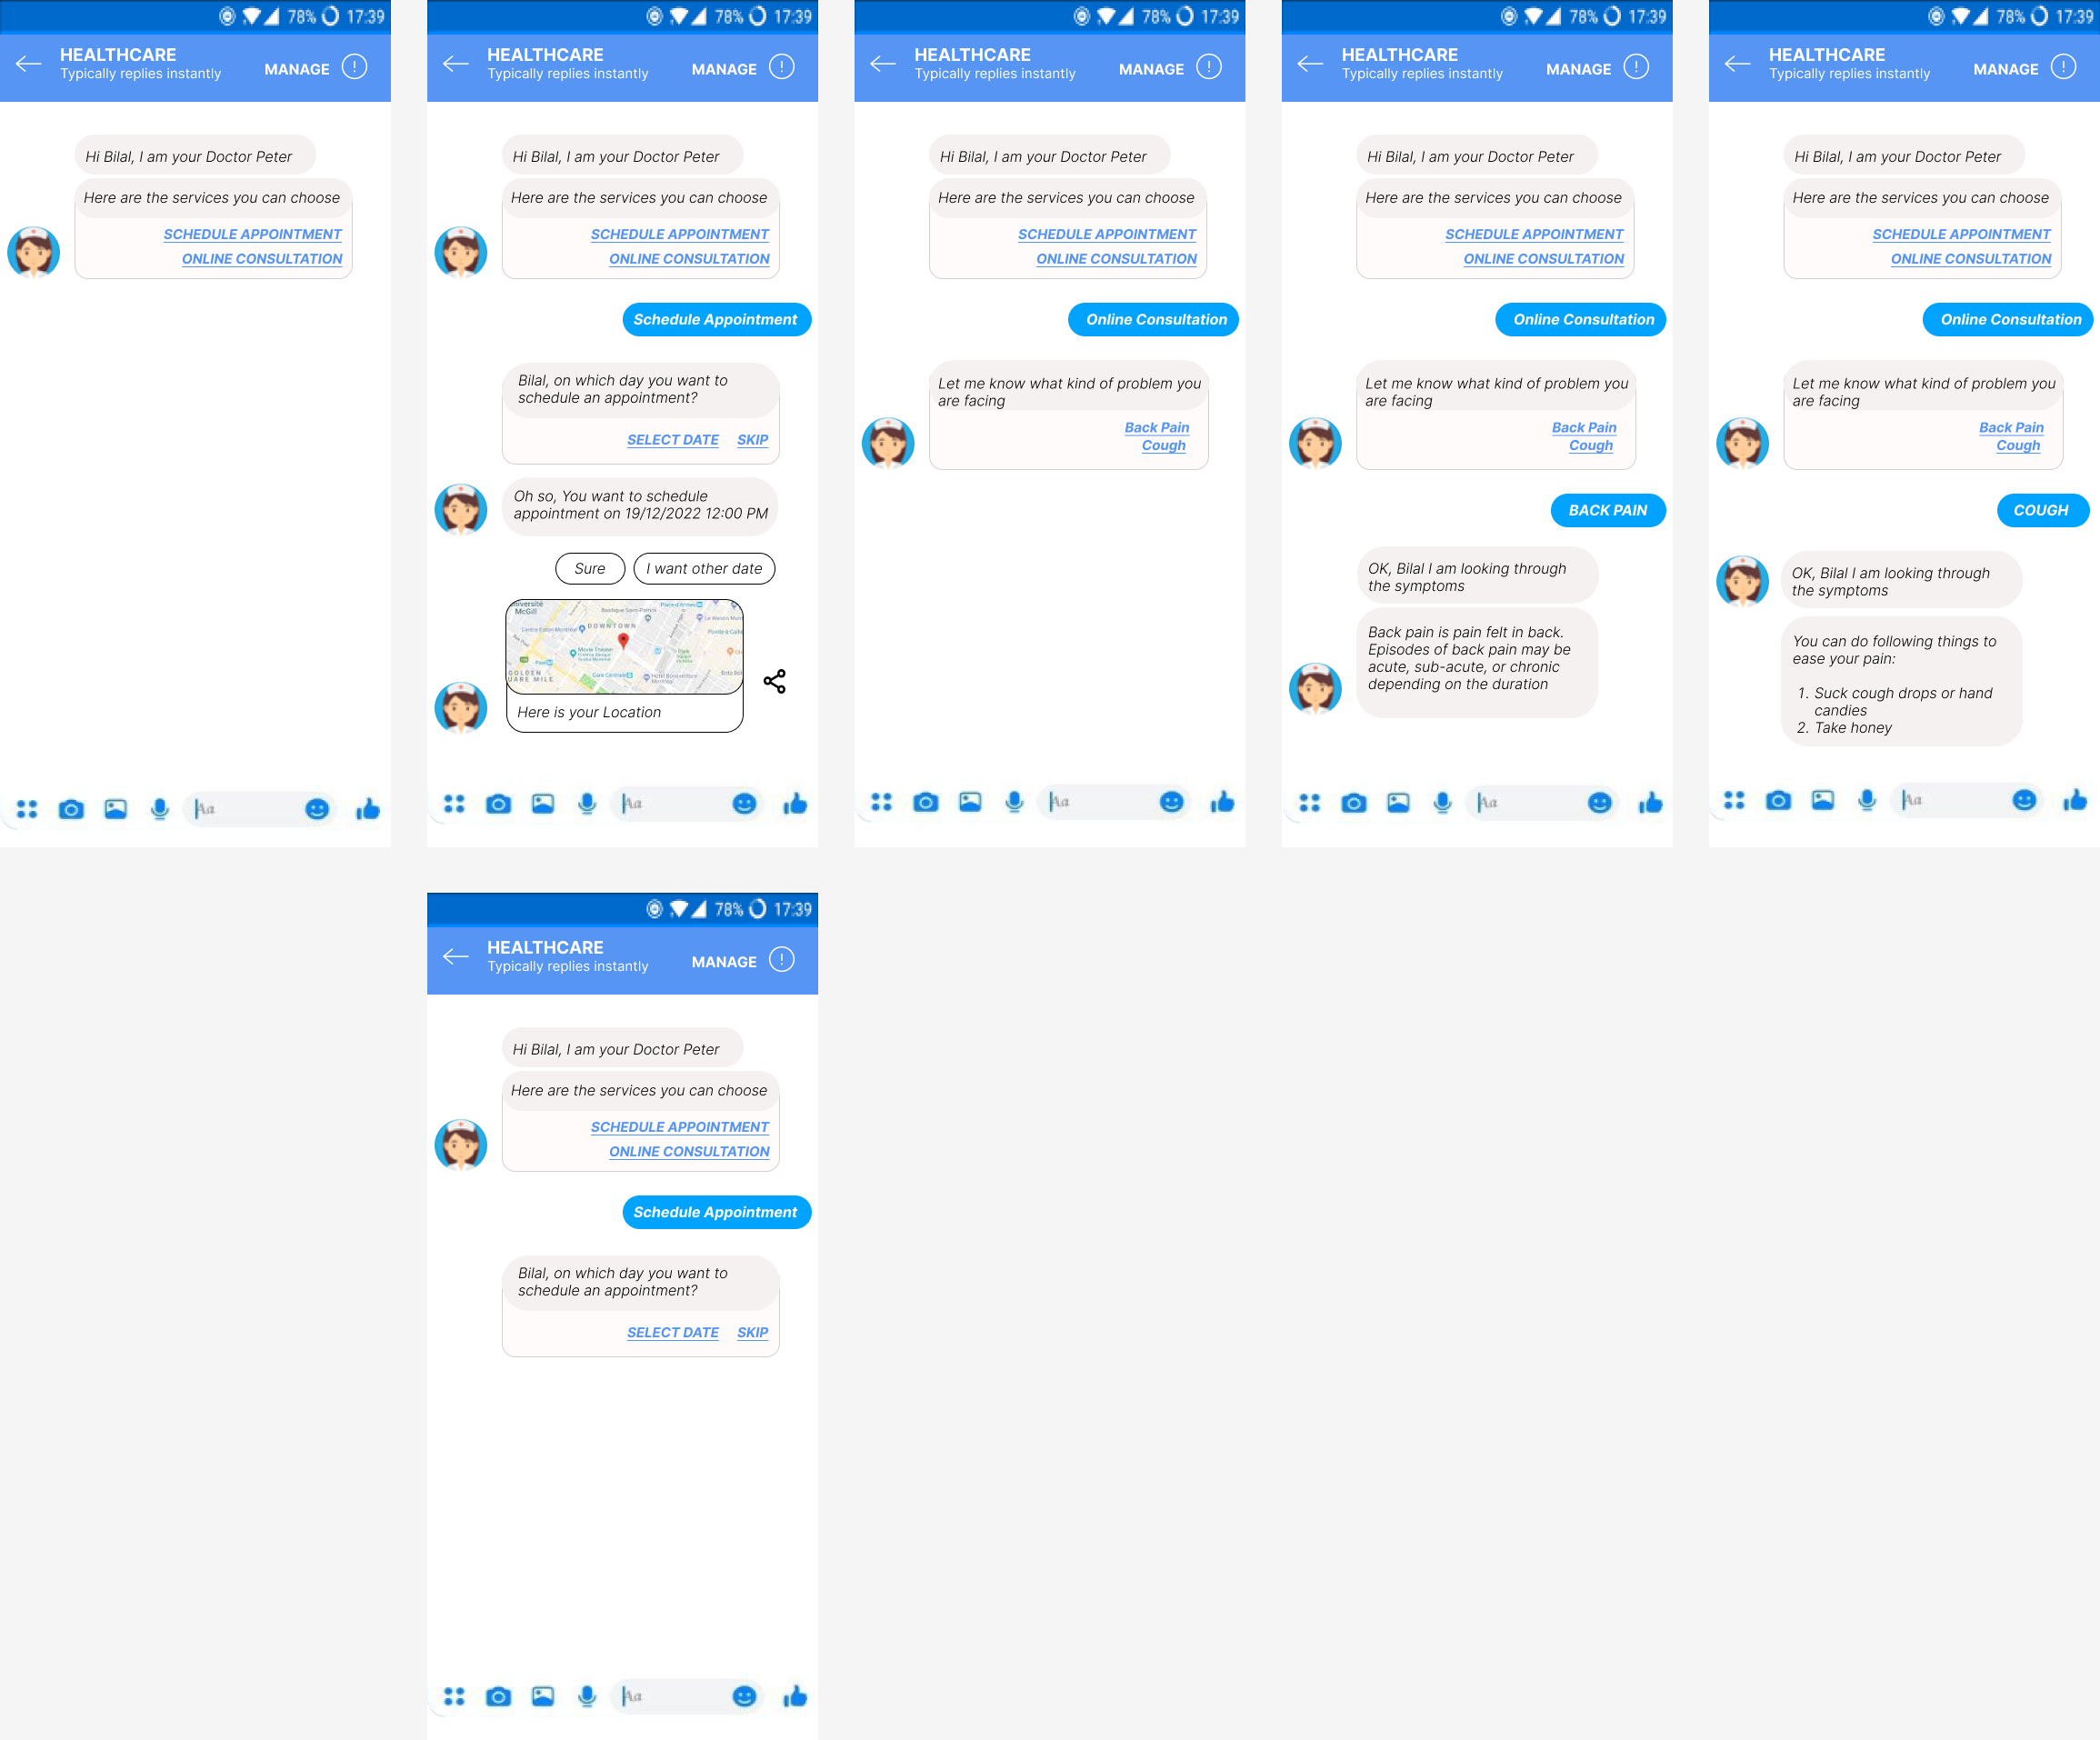 78% 17:39
HEALTHCARE
Typically replies instantly
MANAGE
Hi Bilal, I am your Doctor Peter
Here are the services you can choose
SCHEDULE APPOINTMENT
ONLINE CONSULTATION
Aa
78% 17:39
HEALTHCARE
Typically replies instantly
MANAGE
Hi Bilal, I am your Doctor Peter
Here are the services you can choose
SCHEDULE APPOINTMENT
ONLINE CONSULTATION
Schedule Appointment
Bilal, on which day you want to
schedule an appointment?
SELECT DATE SKIP
Oh so, You want to schedule
appointment on 19/12/2022 12:00 PM
Sure I want other date
McGill
DOWNTOWN
GOLDEN
Here is your Location
Aa
78% 17:39
HEALTHCARE
Typically replies instantly
MANAGE
Hi Bilal, I am your Doctor Peter
Here are the services you can choose
SCHEDULE APPOINTMENT
ONLINE CONSULTATION
Online Consultation
Let me know what kind of problem you
are facing
Back Pain
Cough
Aa
78% 17:39
HEALTHCARE
Typically replies instantly
MANAGE
Hi Bilal, I am your Doctor Peter
Here are the services you can choose
SCHEDULE APPOINTMENT
ONLINE CONSULTATION
Online Consultation
Let me know what kind of problem you
are facing
Back Pain
Cough
BACK PAIN
OK, Bilal I am looking through
the symptoms
Back pain is pain felt in back.
Episodes of back pain may be
acute, sub-acute, or chronic
depending on the duration
Aa
78% 17:39
HEALTHCARE
Typically replies instantly
MANAGE
Hi Bilal, I am your Doctor Peter
Here are the services you can choose
SCHEDULE APPOINTMENT
ONLINE CONSULTATION
Online Consultation
Let me know what kind of problem you
are facing
Back Pain
Cough
COUGH
OK, Bilal I am looking through
the symptoms
You can do following things to
ease your pain:
1. Suck cough drops or hand
candies
2. Take honey
Aa
78% 17:39
HEALTHCARE
Typically replies instantly
MANAGE
Hi Bilal, I am your Doctor Peter
Here are the services you can choose
SCHEDULE APPOINTMENT
ONLINE CONSULTATION
Schedule Appointment
Bilal, on which day you want to
schedule an appointment?
SELECT DATE SKIP
Aa